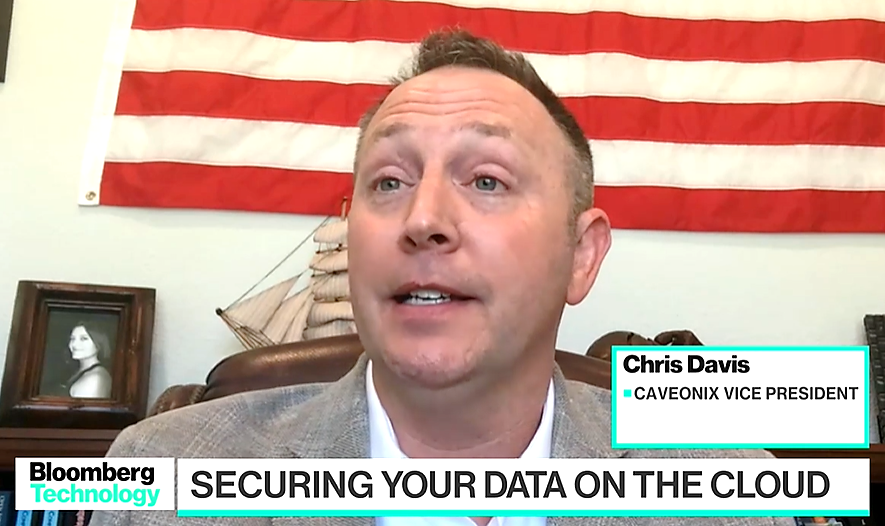 Chris Davis
CAVEONIX VICE PRESIDENT
Bloomberg
Technology
SECURING YOUR DATA ON THE CLOUD